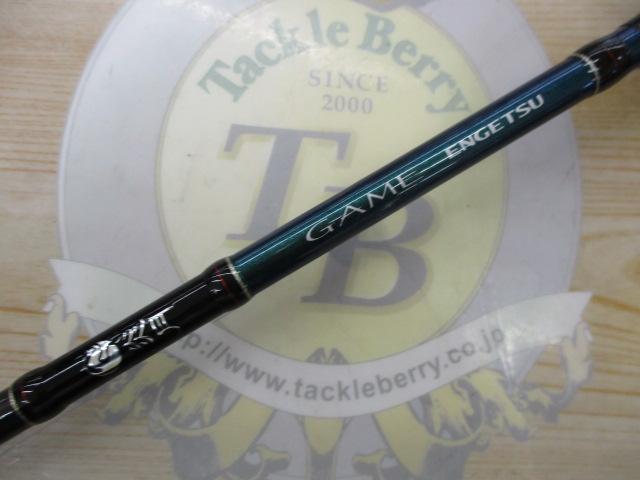 Tackle Berry
SINCE
2000
TB
GAME ENGETSU
p://www.tackleberry.co.jp